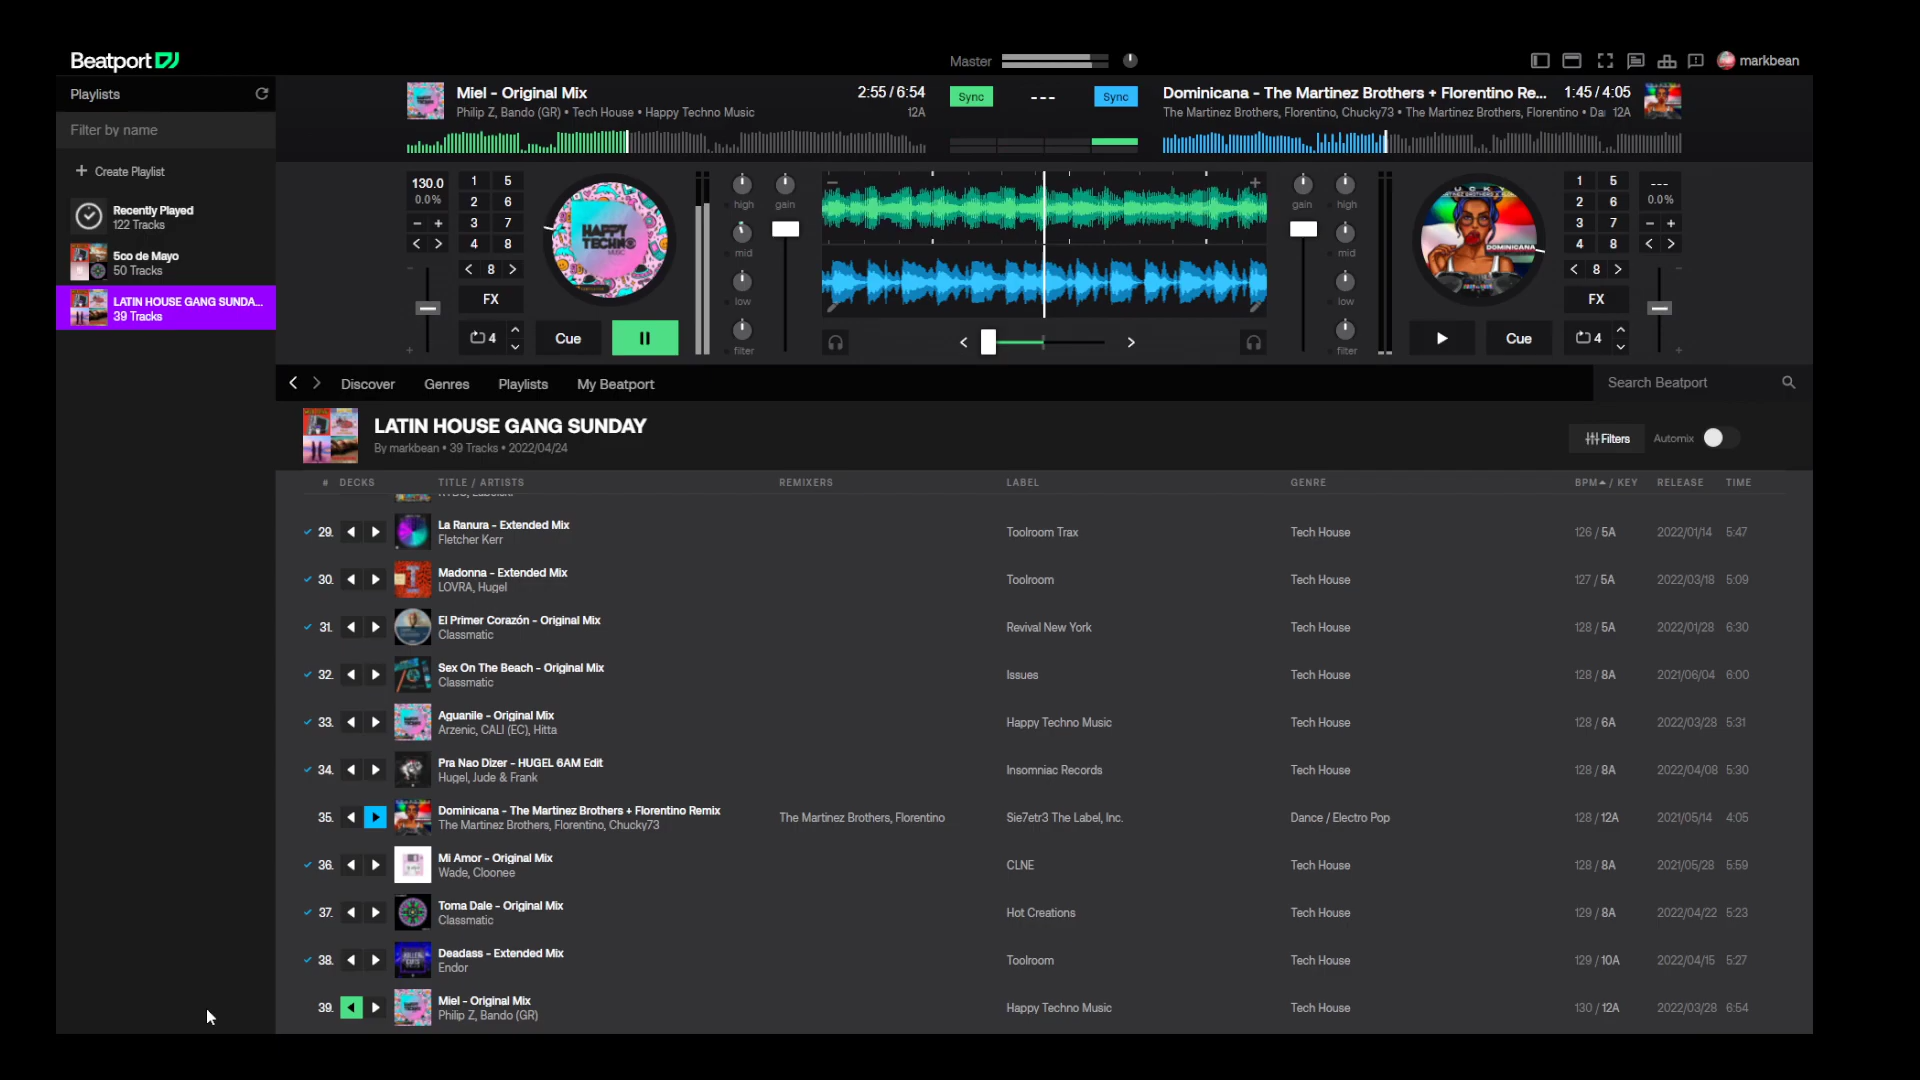 Beatport
Master
markbean
Playlists
Filter by name
Create Playlist
Recently Played
122 Tracks
5co de Mayo
50 Tracks
LATIN HOUSE GANG SUNDA...
39 Tracks
Miel - Original Mix
2:55 / 6:54
Philip Z, Bando (GR) • Tech House • Happy Techno Music
12A
Sync
---
Sync
Dominicana - The Martinez Brothers + Florentino Re...
1:45 / 4:05
The Martinez Brothers, Florentino, Chucky73 • The Martinez Brothers, Florentino • Da
12A
130.0
0.0%
1 5
2 6
3 7
4 8
8
FX
4
Cue
HAPPY
TECHNO
MUSIC
high
mid
low
filter
gain
gain
high
mid
low
filter
DOMINICANA
1 5
2 6
3 7
4 8
8
FX
Cue
4
---
0.0%
Discover
Genres
Playlists
My Beatport
Search Beatport
LATIN HOUSE GANG SUNDAY
By markbean • 39 Tracks • 2022/04/24
Filters
Automix
# DECKS TITLE / ARTISTS REMIXERS LABEL GENRE BPM / KEY RELEASE TIME
29. La Ranura - Extended Mix Toolroom Trax Tech House 126 / 5A 2022/01/14 5:47
Fletcher Kerr
30. Madonna - Extended Mix Toolroom Tech House 127 / 5A 2022/03/18 5:09
LOVRA, Hugel
31. El Primer Corazón - Original Mix Revival New York Tech House 128 / 5A 2022/01/28 6:30
Classmatic
32. Sex On The Beach - Original Mix Issues Tech House 128 / 8A 2021/06/04 6:00
Classmatic
33. Aguanile - Original Mix Happy Techno Music Tech House 128 / 6A 2022/03/28 5:31
Arzenic, CALI (EC), Hitta
34. Pra Nao Dizer - HUGEL 6AM Edit Insomniac Records Tech House 128 / 8A 2022/04/08 5:30
Hugel, Jude & Frank
35. Dominicana - The Martinez Brothers + Florentino Remix The Martinez Brothers, Florentino Sie7etr3 The Label, Inc. Dance / Electro Pop 128 / 12A 2021/05/14 4:05
The Martinez Brothers, Florentino, Chucky73
36. Mi Amor - Original Mix CLNE Tech House 128 / 8A 2021/05/28 5:59
Wade, Cloonee
37. Toma Dale - Original Mix Hot Creations Tech House 129 / 8A 2022/04/22 5:23
Classmatic
38. Deadass - Extended Mix Toolroom Tech House 129 / 10A 2022/04/15 5:27
Endor
39. Miel - Original Mix Happy Techno Music Tech House 130 / 12A 2022/03/28 6:54
Philip Z, Bando (GR)